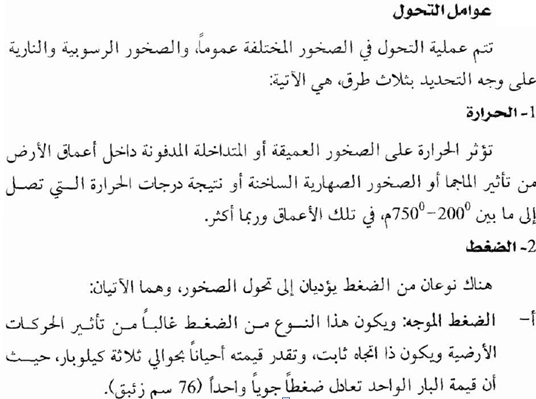 عوامل التحول
تتم عملية التحول في الصخور المختلفة عموماً، والصخور الرسوبية والنارية
على وجه التحديد بثلاث طرق، هي الآتية:
1- الحرارة
تؤثر الحرارة على الصخور العميقة أو المتداخلة المدفونة داخل أعماق الأرض
من تأثير الماجما أو الصخور الصهارية الساخنة أو نتيجة درجات الحرارة التي تصل
إلى ما بين 200⁰-750⁰م، في تلك الأعماق وربما أكثر.
2- الضغط
هناك نوعان من الضغط يؤديان إلى تحول الصخور، وهما الآتيان:
أ- الضغط الموجه: ويكون هذا النوع من الضغط غالباً من تأثير الحركات
الأرضية ويكون ذا اتجاه ثابت، وتقدر قيمته أحياناً بحوالي ثلاثة كيلوبار، حيث
أن قيمة البار الواحد تعادل ضغطاً جوياً واحداً (76 سم زئبق).